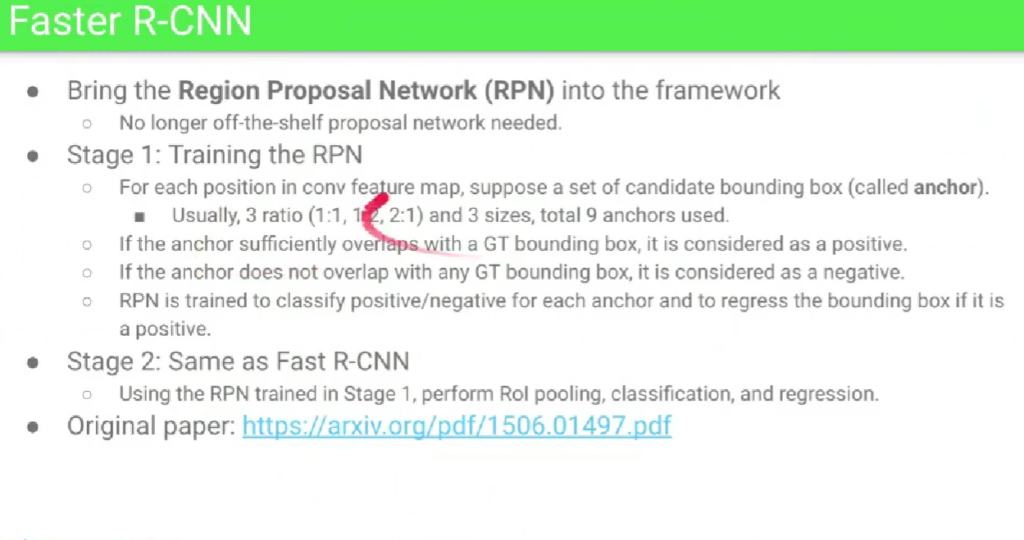 Faster R-CNN
● Bring the Region Proposal Network (RPN) into the framework
○ No longer off-the-shelf proposal network needed.
● Stage 1: Training the RPN
○ For each position in conv feature map, suppose a set of candidate bounding box (called anchor).
■ Usually, 3 ratio (1:1, 1:2, 2:1) and 3 sizes, total 9 anchors used.
○ If the anchor sufficiently overlaps with a GT bounding box, it is considered as a positive.
○ If the anchor does not overlap with any GT bounding box, it is considered as a negative.
○ RPN is trained to classify positive/negative for each anchor and to regress the bounding box if it is
a positive.
● Stage 2: Same as Fast R-CNN
○ Using the RPN trained in Stage 1, perform RoI pooling, classification, and regression.
● Original paper: https://arxiv.org/pdf/1506.01497.pdf